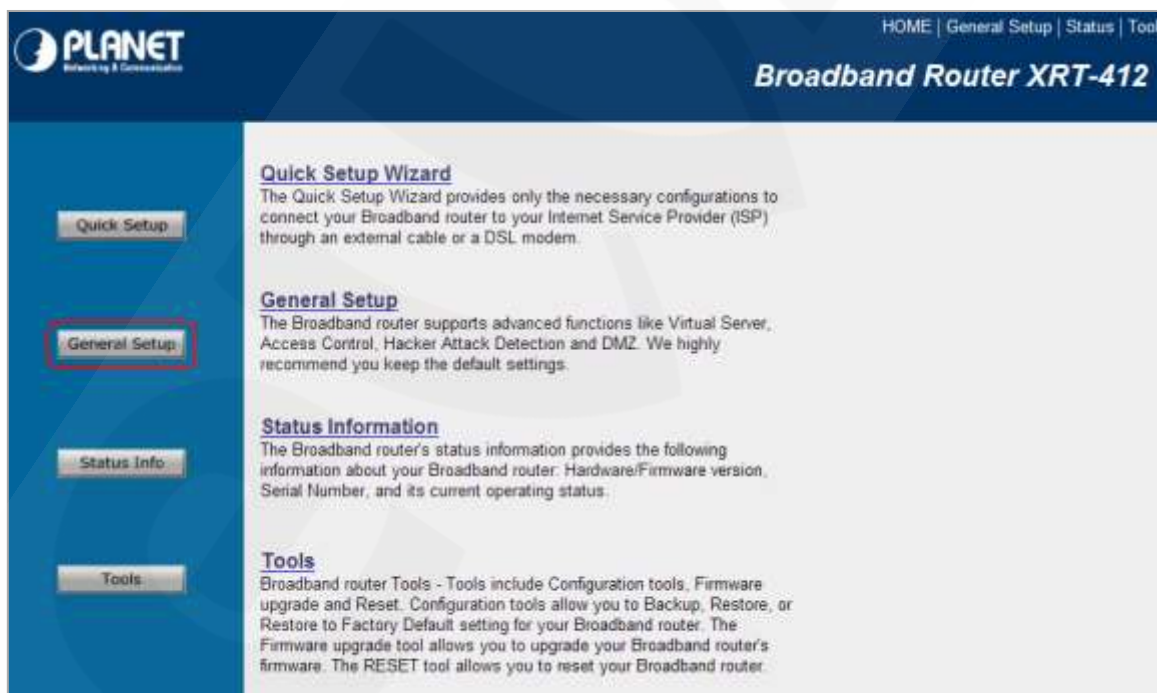 PLANET
Networking & Communication
HOME | General Setup | Status | Tool
Broadband Router XRT-412
Quick Setup
General Setup
Status Info
Tools
Quick Setup Wizard
The Quick Setup Wizard provides only the necessary configurations to
connect your Broadband router to your Internet Service Provider (ISP)
through an external cable or a DSL modem.
General Setup
The Broadband router supports advanced functions like Virtual Server,
Access Control, Hacker Attack Detection and DMZ. We highly
recommend you keep the default settings.
Status Information
The Broadband router's status information provides the following
information about your Broadband router: Hardware/Firmware version,
Serial Number, and its current operating status.
Tools
Broadband router Tools - Tools include Configuration tools, Firmware
upgrade and Reset. Configuration tools allow you to Backup, Restore, or
Restore to Factory Default setting for your Broadband router. The
Firmware upgrade tool allows you to upgrade your Broadband router's
firmware. The RESET tool allows you to reset your Broadband router.